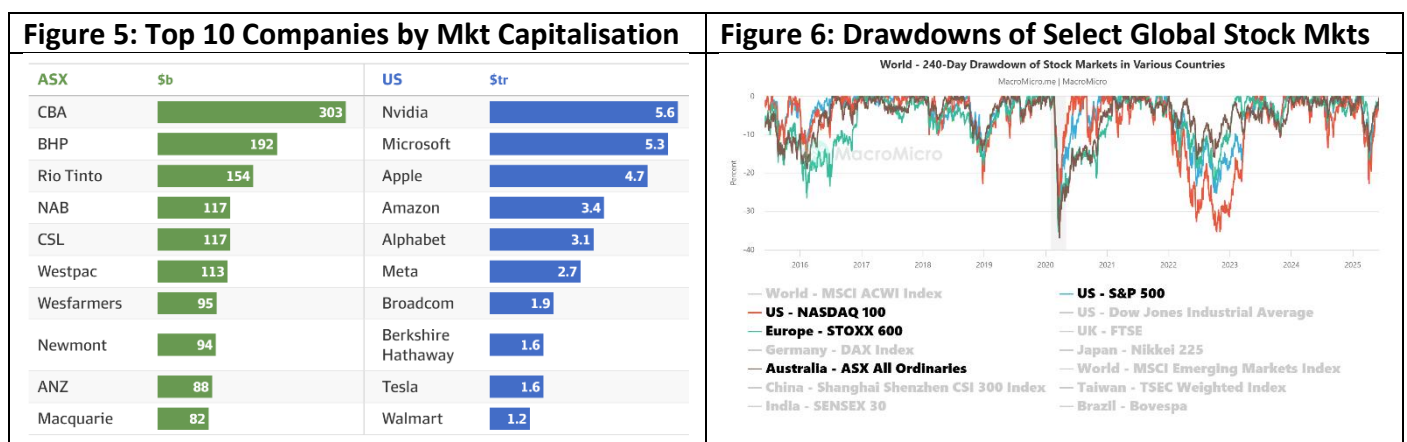 Figure 5: Top 10 Companies by Mkt Capitalisation
ASX $b US $tr
CBA 303 Nvidia 5.6
BHP 192 Microsoft 5.3
Rio Tinto 154 Apple 4.7
NAB 117 Amazon 3.4
CSL 117 Alphabet 3.1
Westpac 113 Meta 2.7
Wesfarmers 95 Broadcom 1.9
Newmont 94 Berkshire Hathaway 1.6
ANZ 88 Tesla 1.6
Macquarie 82 Walmart 1.2
Figure 6: Drawdowns of Select Global Stock Mkts
World - 240-Day Drawdown of Stock Markets in Various Countries
MacroMicro.me | MacroMicro
0
-10
-20
-30
-40
Percent
MacroMicro
2016 2017 2018 2019 2020 2021 2022 2023 2024 2025
World - MSCI ACWI Index
US - S&P 500
US - NASDAQ 100
US - Dow Jones Industrial Average
Europe - STOXX 600
UK - FTSE
Germany - DAX Index
Japan - Nikkei 225
Australia - ASX All Ordinaries
World - MSCI Emerging Markets Index
China - Shanghai Shenzhen CSI 300 Index
Taiwan - TSEC Weighted Index
India - SENSEX 30
Brazil - Bovespa